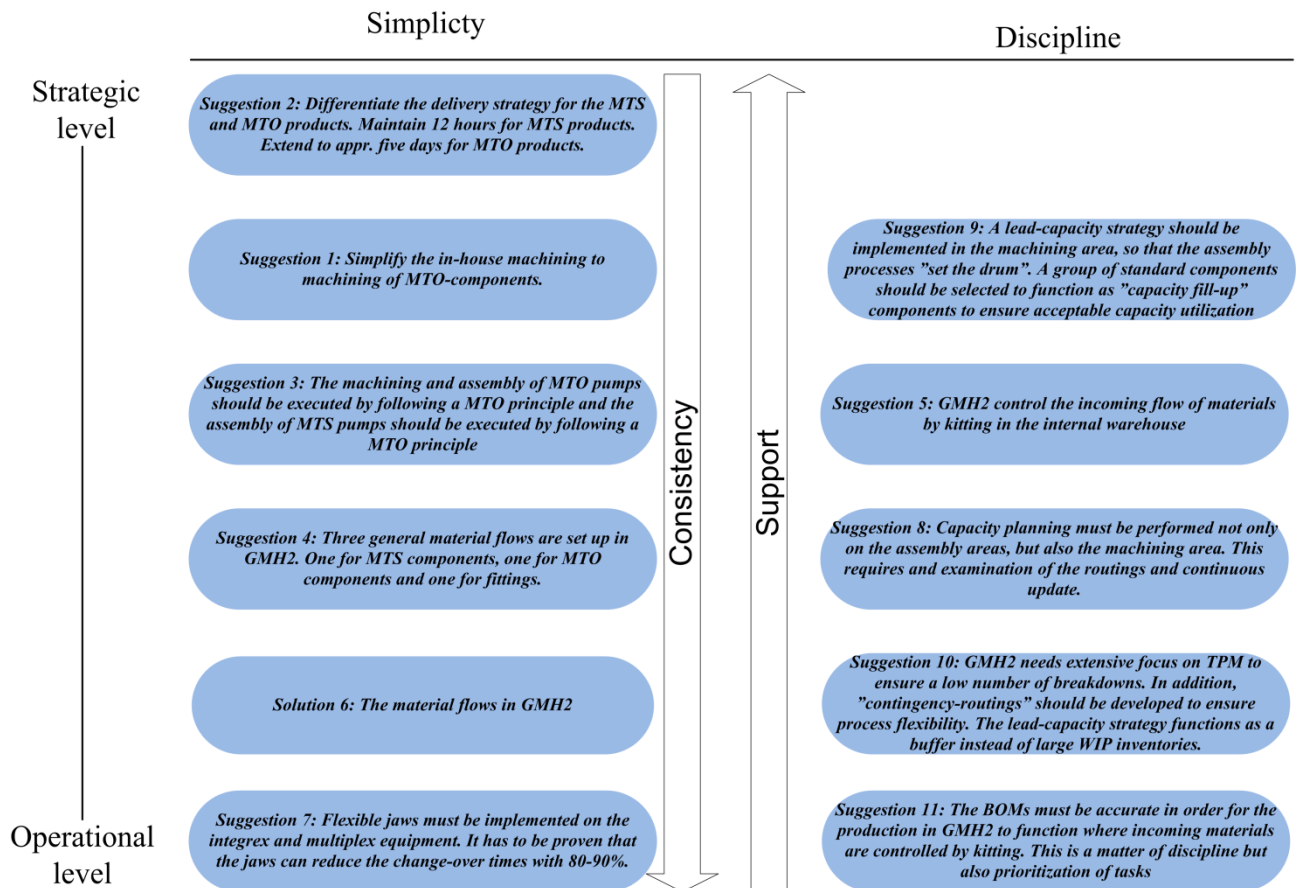 Simplicty
Discipline
Strategic
level
Suggestion 2: Differentiate the delivery strategy for the MTS
and MTO products. Maintain 12 hours for MTS products.
Extend to appr. five days for MTO products.
Suggestion 1: Simplify the in-house machining to
machining of MTO-components.
Suggestion 3: The machining and assembly of MTO pumps
should be executed by following a MTO principle and the
assembly of MTS pumps should be executed by following a
MTO principle
Suggestion 4: Three general material flows are set up in
GMH2. One for MTS components, one for MTO
components and one for fittings.
Solution 6: The material flows in GMH2
Suggestion 7: Flexible jaws must be implemented on the
integrex and multiplex equipment. It has to be proven that
the jaws can reduce the change-over times with 80-90%.
Operational
level
Consistency
Support
Suggestion 9: A lead-capacity strategy should be
implemented in the machining area, so that the assembly
processes ”set the drum”. A group of standard components
should be selected to function as ”capacity fill-up”
components to ensure acceptable capacity utilization
Suggestion 5: GMH2 control the incoming flow of materials
by kitting in the internal warehouse
Suggestion 8: Capacity planning must be performed not only
on the assembly areas, but also the machining area. This
requires and examination of the routings and continuous
update.
Suggestion 10: GMH2 needs extensive focus on TPM to
ensure a low number of breakdowns. In addition,
”contingency-routings” should be developed to ensure
process flexibility. The lead-capacity strategy functions as a
buffer instead of large WIP inventories.
Suggestion 11: The BOMs must be accurate in order for the
production in GMH2 to function where incoming materials
are controlled by kitting. This is a matter of discipline but
also prioritization of tasks